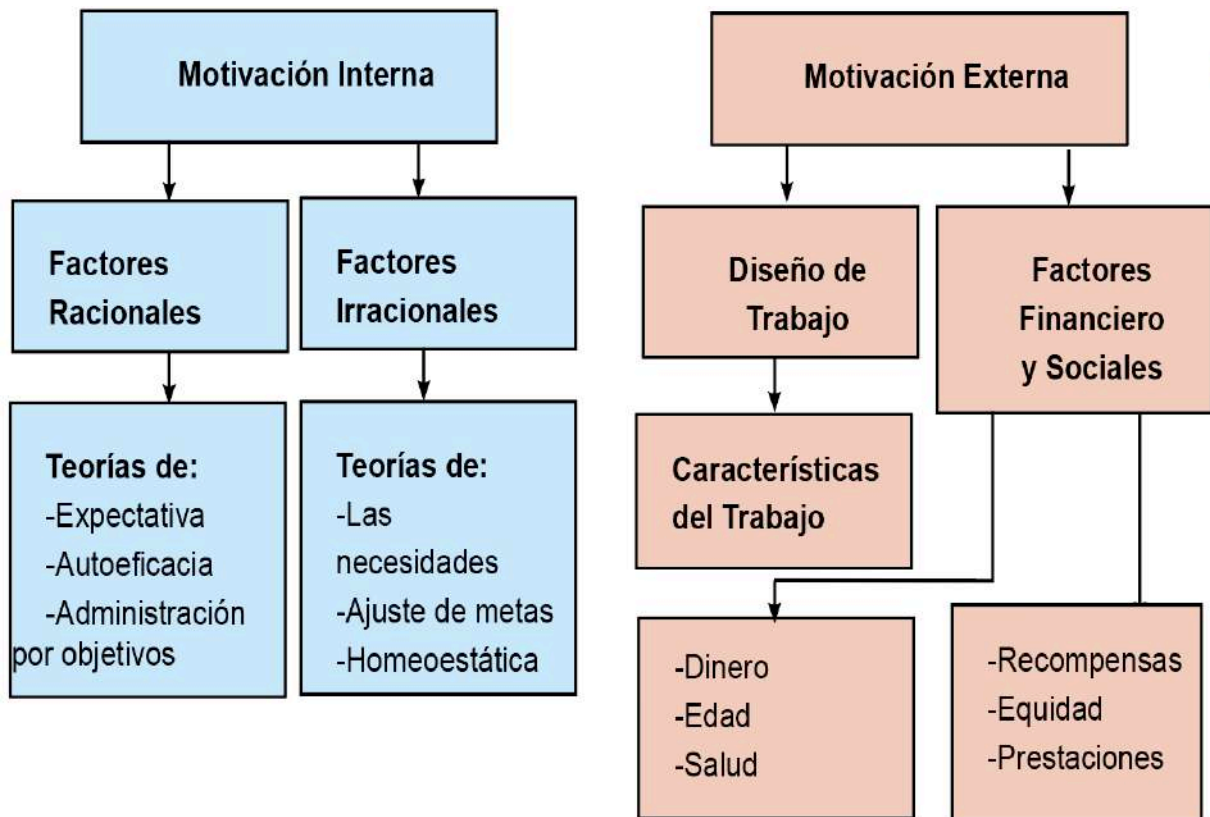 Motivación Interna
Factores
Racionales
Factores
Irracionales
Teorías de:
-Expectativa
-Autoeficacia
-Administración
por objetivos
Teorías de:
-Las
necesidades
-Ajuste de metas
-Homeoestática
Motivación Externa
Diseño de
Trabajo
Factores
Financiero
y Sociales
Característicias
del Trabajo
-Dinero
-Edad
-Salud
-Recompensas
-Equidad
-Prestaciones